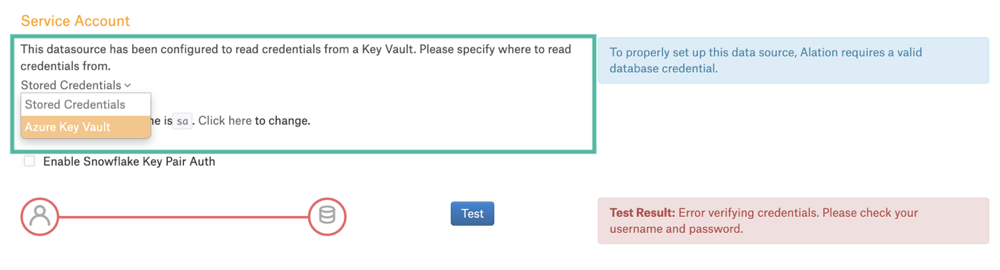 Service Account
This datasource has been configured to read credentials from a Key Vault. Please specify where to read
credentials from.
To properly set up this data source, Alation requires a valid
database credential.
Stored Credentials
Stored Credentials
Azure Key Vault
is sa. Click here to change.
Enable Snowflake Key Pair Auth
Test
Test Result: Error verifying credentials. Please check your
username and password.